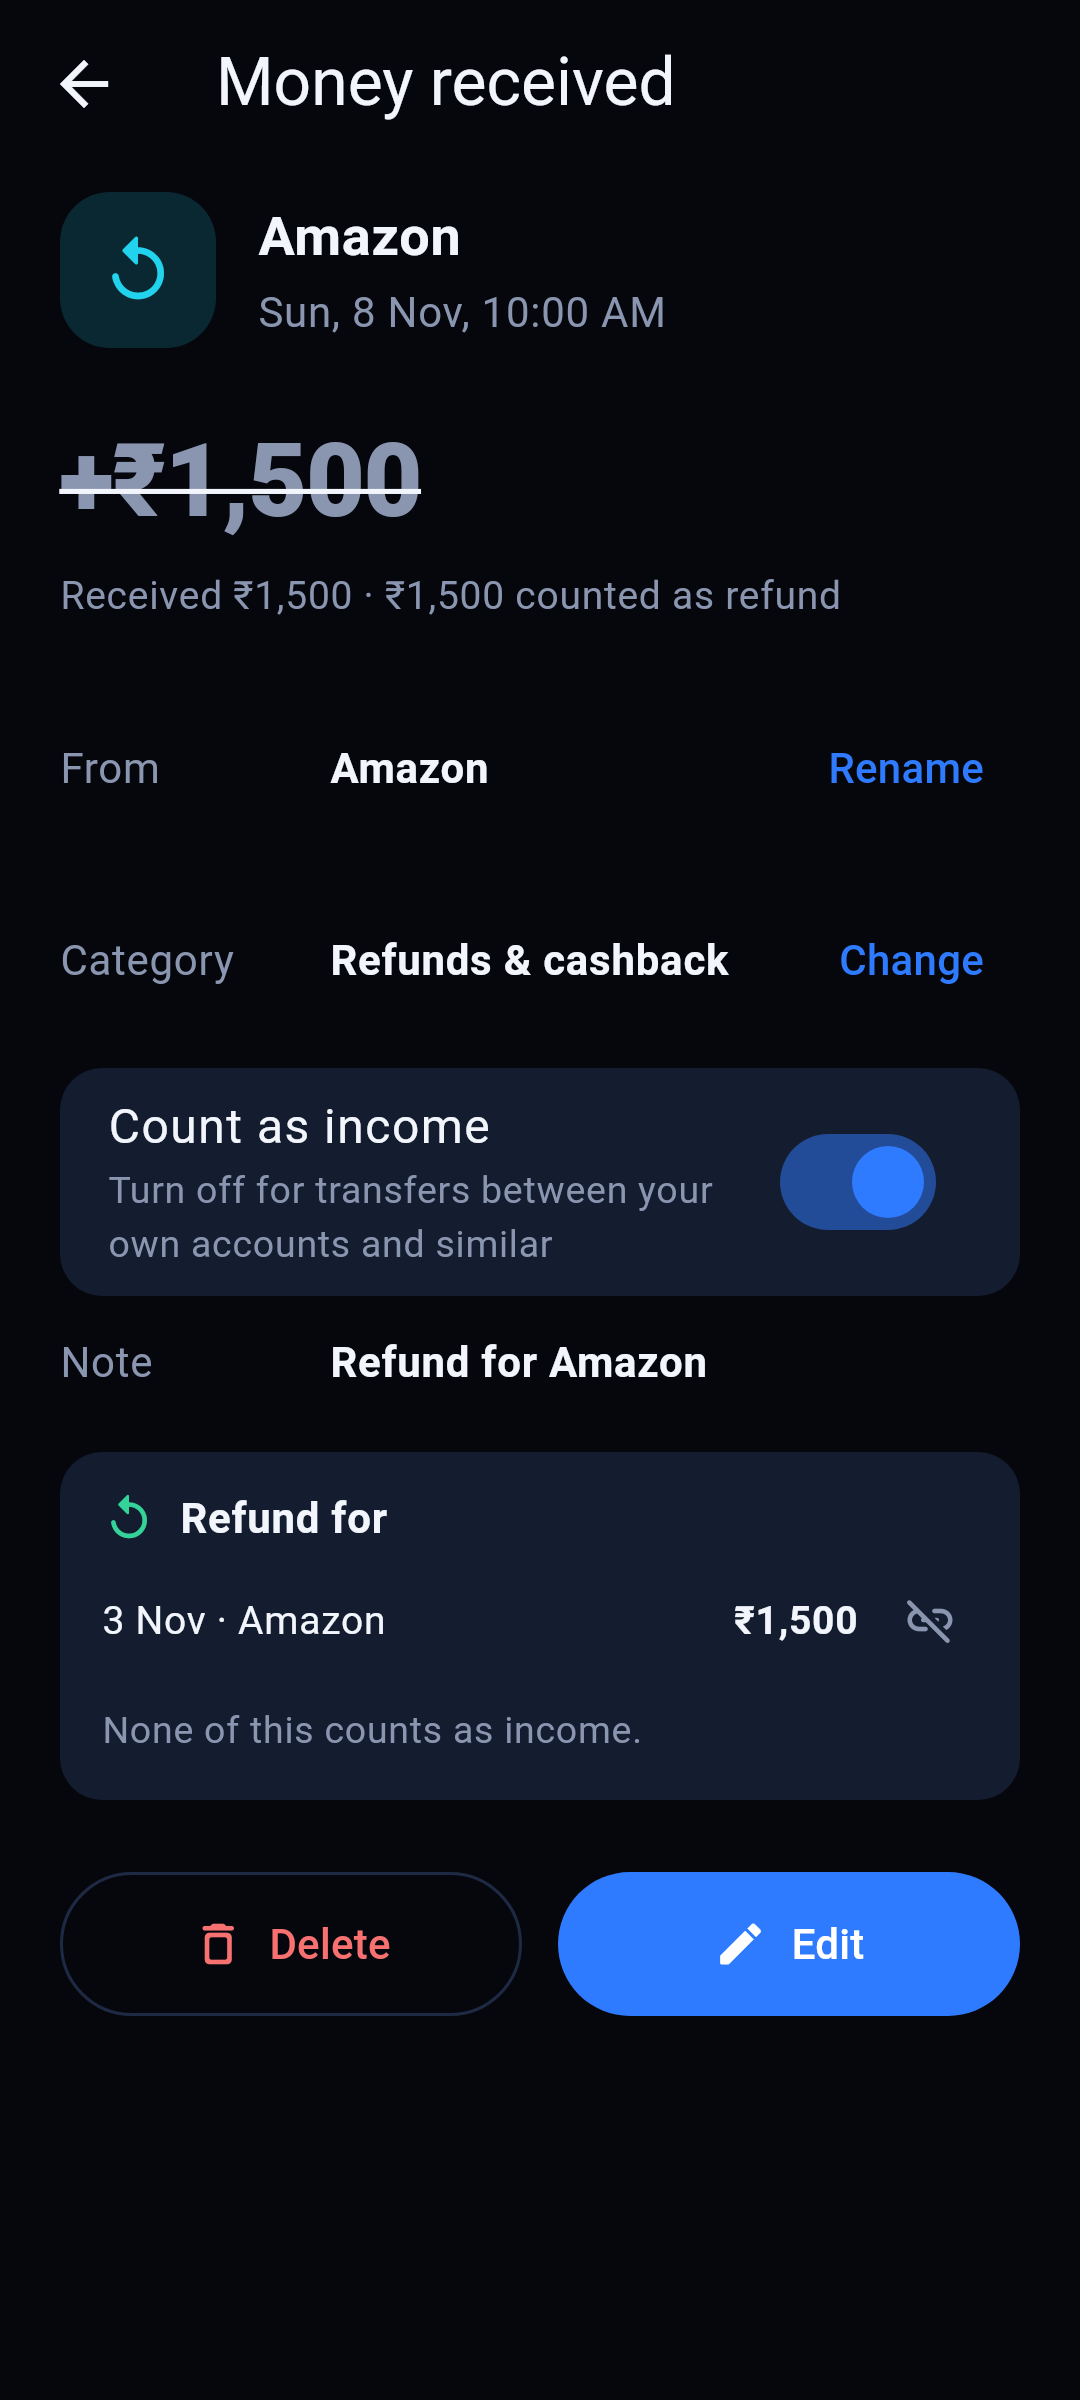 Money received
Amazon
Sun, 8 Nov, 10:00 AM
+₹1,500
Received ₹1,500 · ₹1,500 counted as refund
From Amazon Rename
Category Refunds & cashback Change
Count as income
Turn off for transfers between your
own accounts and similar
Note Refund for Amazon
Refund for
3 Nov · Amazon ₹1,500
None of this counts as income.
Delete Edit